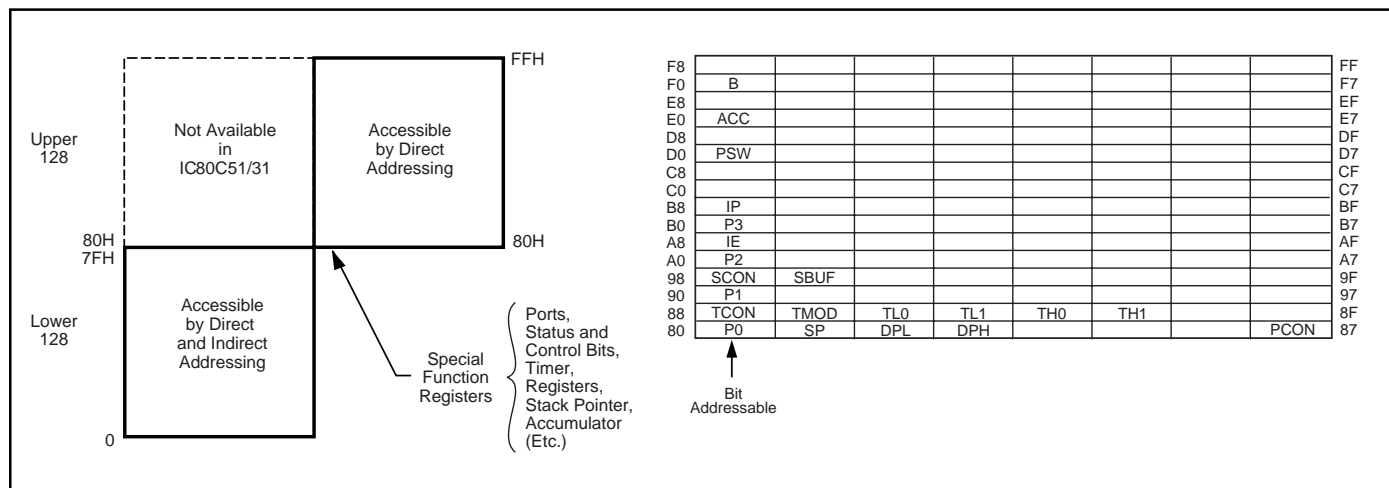 FFH
Upper
128
Not Available
in
IC80C51/31
Accessible
by Direct
Addressing
80H
7FH
80H
Lower
128
Accessible
by Direct
and Indirect
Addressing
0
Special
Function
Registers
Ports,
Status and
Control Bits,
Timer,
Registers,
Stack Pointer,
Accumulator
(Etc.)
F8 FF
F0 B F7
E8 EF
E0 ACC E7
D8 DF
D0 PSW D7
C8 CF
C0 C7
B8 IP BF
B0 P3 B7
A8 IE AF
A0 P2 A7
98 SCON SBUF 9F
90 P1 97
88 TCON TMOD TL0 TL1 TH0 TH1 8F
80 P0 SP DPL DPH PCON 87
Bit
Addressable